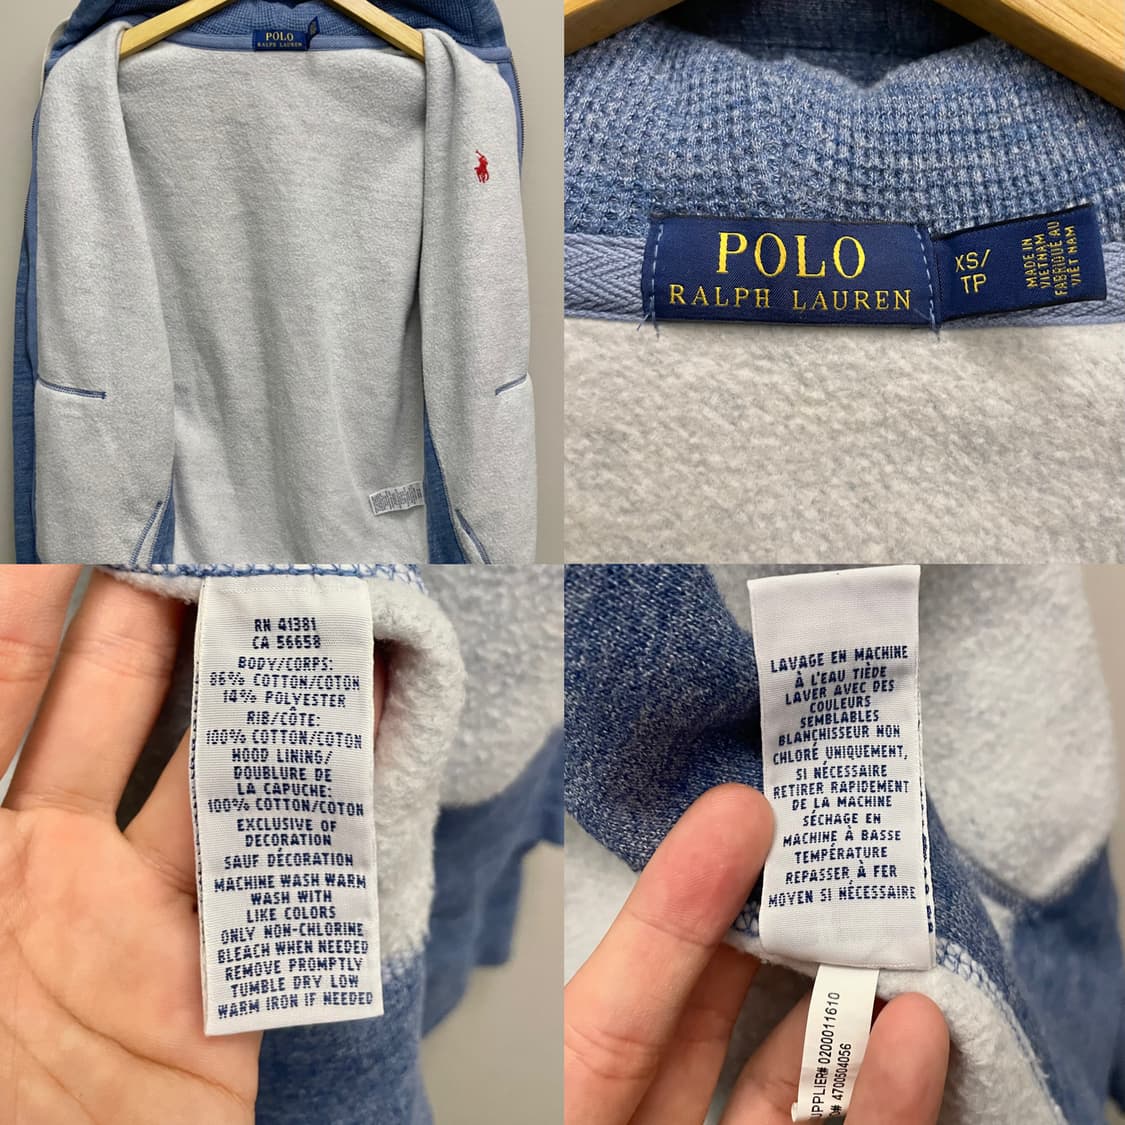 POLO
RALPH LAUREN
POLO
RALPH LAUREN
XS/
TP
MADE IN
VIETNAM
FABRIQUÉ AU
VIET NAM
RN 41381
CA 56658
BODY/CORPS:
86% COTTON/COTON
14% POLYESTER
RIB/CÔTE:
100% COTTON/COTON
HOOD LINING/
DOUBLURE DE
LA CAPUCHE:
100% COTTON/COTON
EXCLUSIVE OF
DECORATION
SAUF DÉCORATION
MACHINE WASH WARM
WASH WITH
LIKE COLORS
ONLY NON-CHLORINE
BLEACH WHEN NEEDED
REMOVE PROMPTLY
TUMBLE DRY LOW
WARM IRON IF NEEDED
LAVAGE EN MACHINE
À L'EAU TIÈDE
LAVER AVEC DES
COULEURS
SEMBLABLES
BLANCHISSEUR NON
CHLORÉ UNIQUEMENT,
SI NÉCESSAIRE
RETIRER RAPIDEMENT
DE LA MACHINE
SÉCHAGE EN
MACHINE À BASSE
TEMPÉRATURE
REPASSER À FER
MOYEN SI NÉCESSAIRE
UPPLIER# 0200011610
# 4700504056